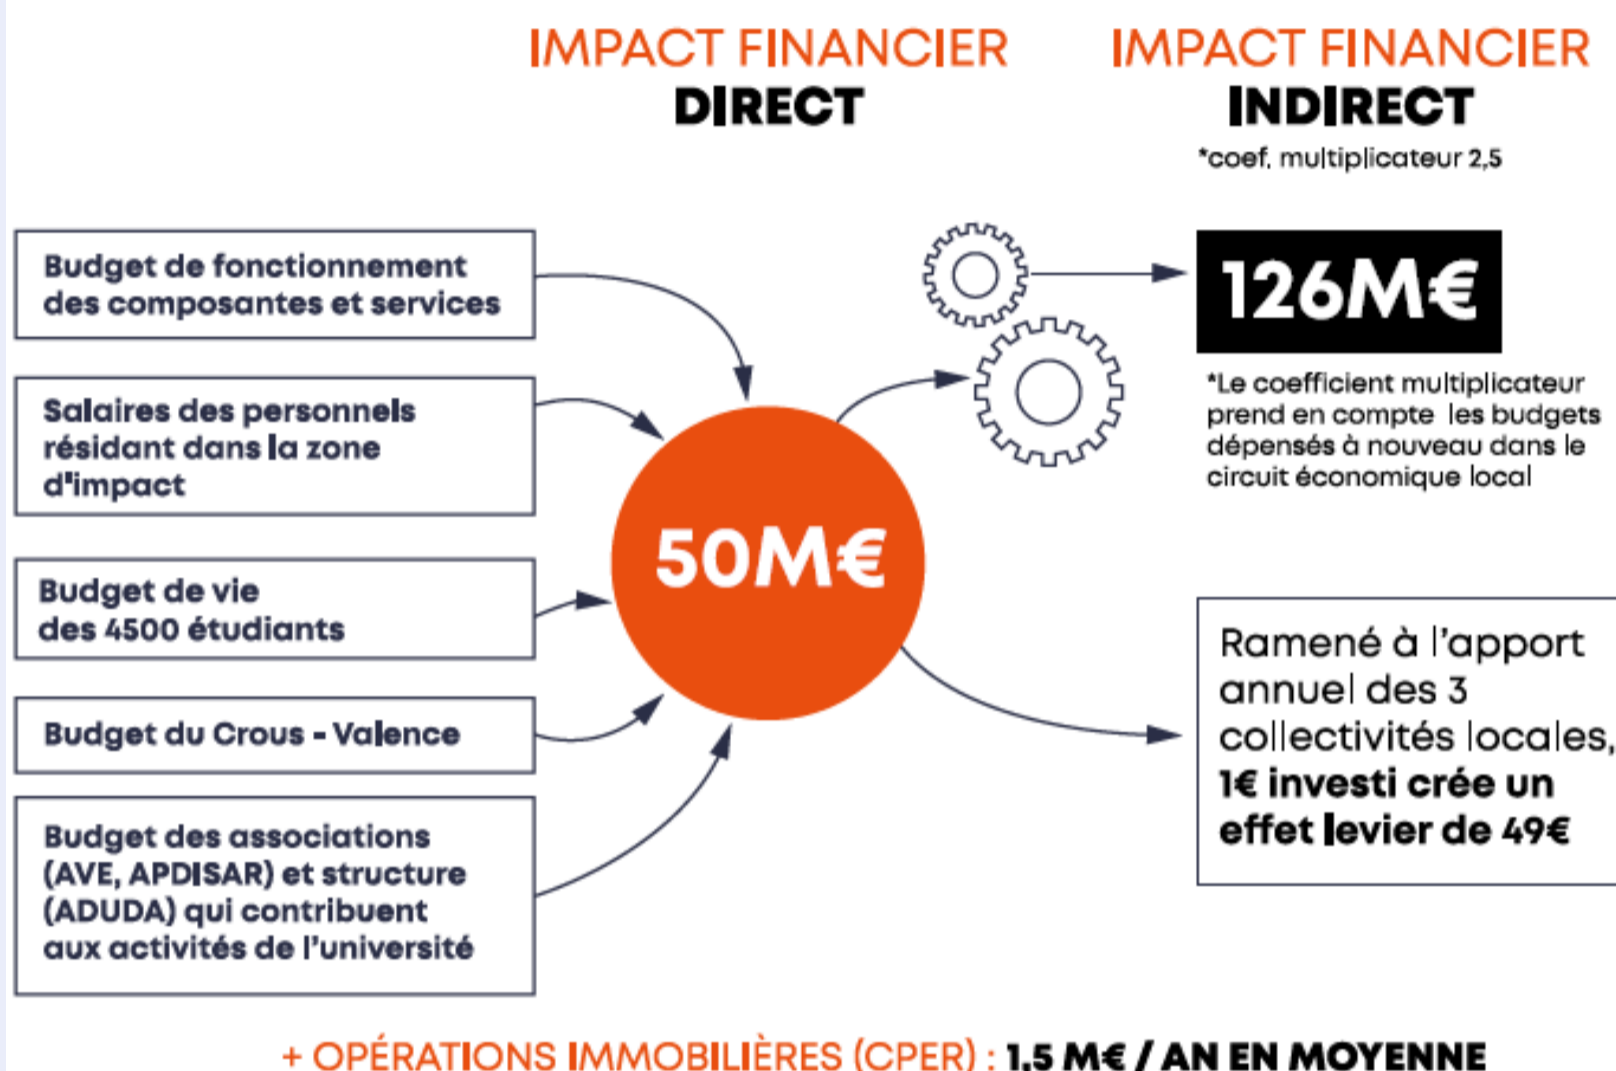 IMPACT FINANCIER
DIRECT
IMPACT FINANCIER
INDIRECT
*coef. multiplicateur 2,5
Budget de fonctionnement
des composantes et services
Salaires des personnels
résidant dans la zone
d'impact
Budget de vie
des 4500 étudiants
Budget du Crous - Valence
Budget des associations
(AVE, APDISAR) et structure
(ADUDA) qui contribuent
aux activités de l'université
50M€
126M€
*Le coefficient multiplicateur
prend en compte les budgets
dépensés à nouveau dans le
circuit économique local
Ramené à l'apport
annuel des 3
collectivités locales,
1€ investi crée un
effet levier de 49€
+ OPÉRATIONS IMMOBILIÈRES (CPER) : 1,5 M€ / AN EN MOYENNE